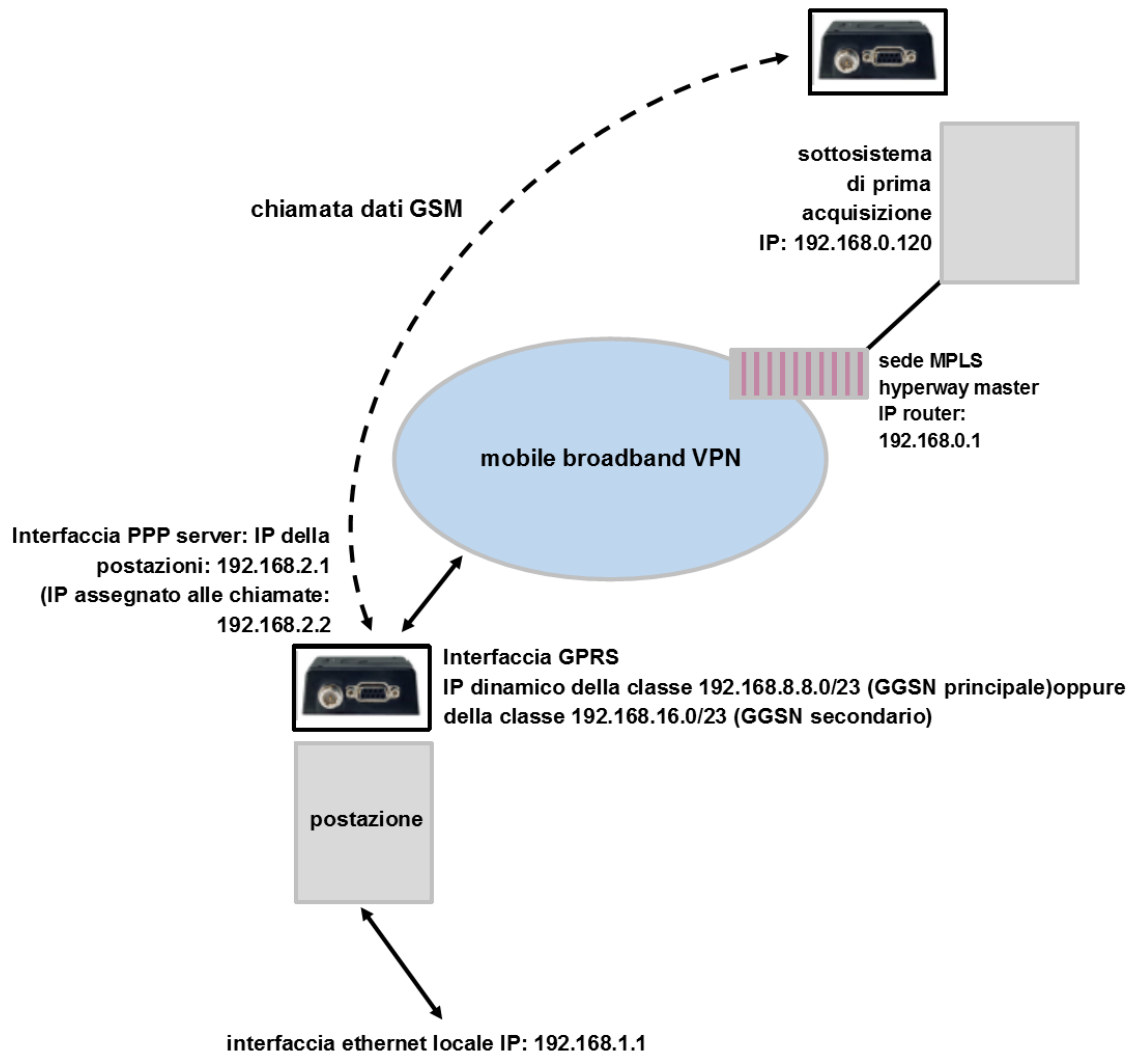 chiamata dati GSM
sottosistema
di prima
acquisizione
IP: 192.168.0.120
sede MPLS
hyperway master
IP router:
192.168.0.1
mobile broadband VPN
Interfaccia PPP server: IP della
postazioni: 192.168.2.1
(IP assegnato alle chiamate:
192.168.2.2
Interfaccia GPRS
IP dinamico della classe 192.168.8.8.0/23 (GGSN principale)oppure
della classe 192.168.16.0/23 (GGSN secondario)
postazione
interfaccia ethernet locale IP: 192.168.1.1